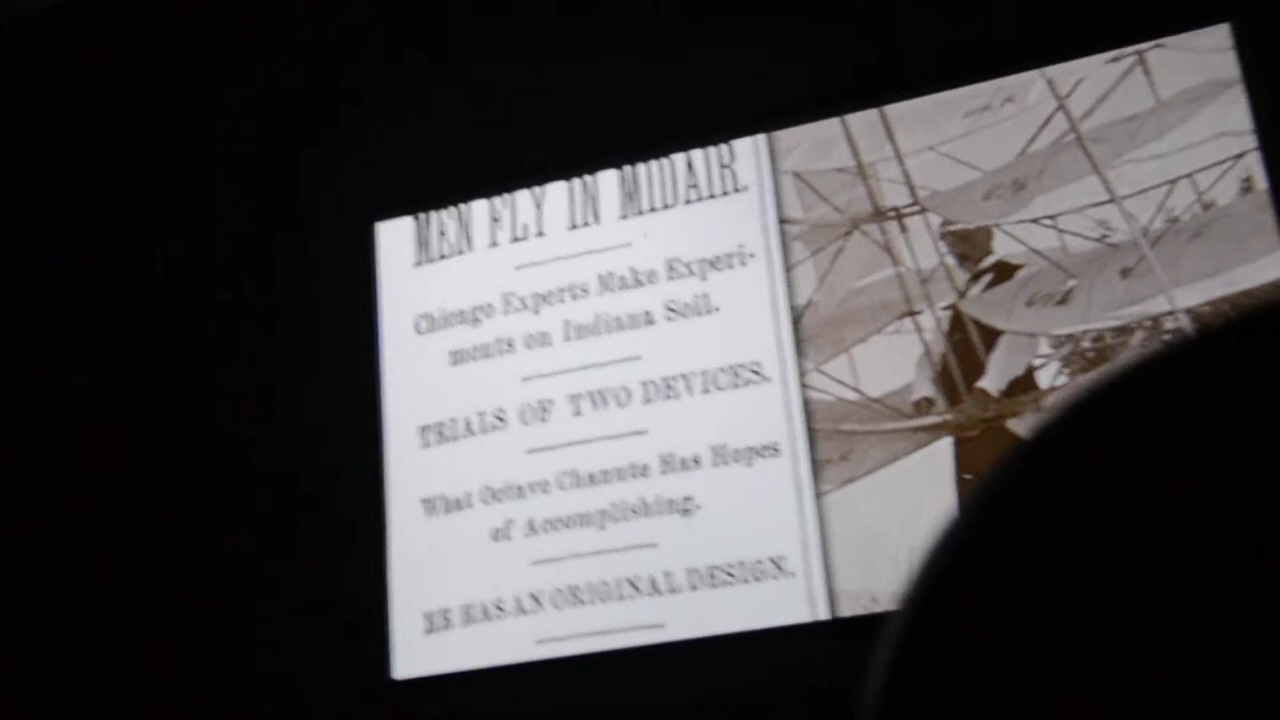 MEN FLY IN MIDAIR.
Chicago Experts Make Experi-
ments on Indiana Soil.
TRIALS OF TWO DEVICES.
What Octave Chanute Has Hopes
of Accomplishing.
HE HAS AN ORIGINAL DESIGN.